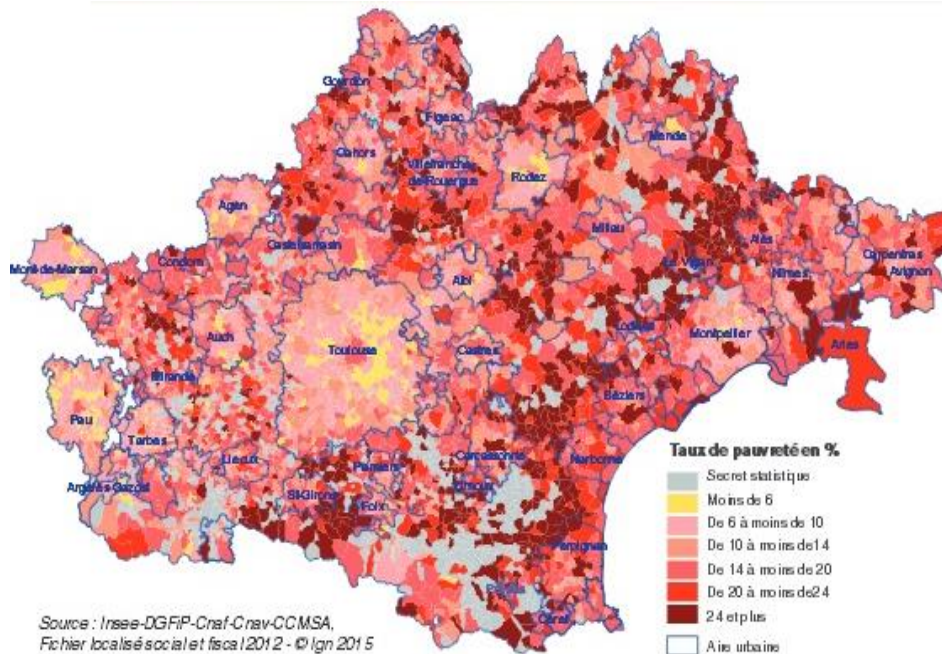 Gourdon
Figeac
Mende
Cahors
Villefranche-
de-Rouergue
Rodez
Agen
Castelsarrasin
Millau
Alès
Carpentras
Condom
Le Vigan
Mont-de-Marsan
Albi
Nîmes
Avignon
Auch
Toulouse
Lodève
Montpellier
Arles
Castres
Mirande
Béziers
Pau
Tarbes
Taux de pauvreté en %
Carcassonne
Narbonne
Pamiers
Secret statistique
Argelès-Gazost
Limoux
St-Girons
Foix
Moins de 6
De 6 à moins de 10
Perpignan
De 10 à moins de 14
De 14 à moins de 20
Prades
De 20 à moins de 24
Céret
24 et plus
Source : Insee-DGFiP-Cnaf-Cnav-CCMSA,
Fichier localisé social et fiscal 2012 - © Ign 2015
Aire urbaine